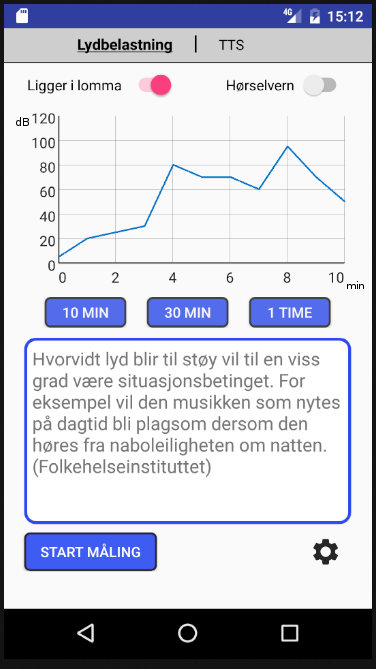 4G 15:12
Lydbelastning | TTS
Ligger i lomma Hørselvern
dB 120
100
80
60
40
20
0
0 2 4 6 8 10 min
10 MIN 30 MIN 1 TIME
Hvorvidt lyd blir til støy vil til en viss
grad være situasjonsbetinget. For
eksempel vil den musikken som nytes
på dagtid bli plagsom dersom den
høres fra naboleiligheten om natten.
(Folkehelseinstituttet)
START MÅLING